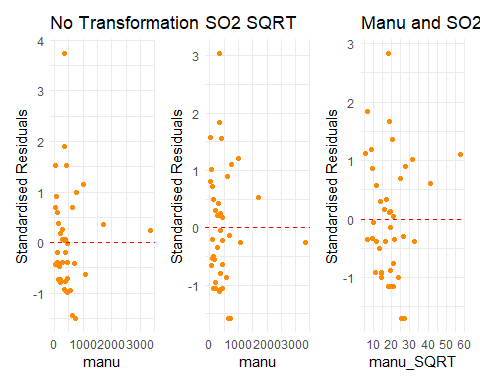 No Transformation SO2 SQRT Manu and SO2
Standardised Residuals
4
3
2
1
0
-1
0 1000 2000 3000
manu
Standardised Residuals
3
2
1
0
-1
0 1000 2000 3000
manu
Standardised Residuals
3
2
1
0
-1
10 20 30 40 50 60
manu_SQRT